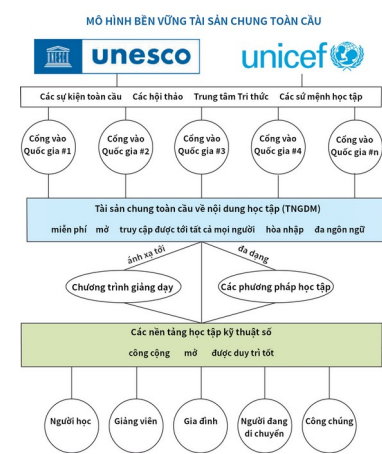 MÔ HÌNH BỀN VỮNG TÀI SẢN CHUNG TOÀN CẦU
unesco
unicef
Các sự kiện toàn cầu Các hội thảo Trung tâm Tri thức Các sứ mệnh học tập
Cổng vào
Quốc gia #1
Cổng vào
Quốc gia #2
Cổng vào
Quốc gia #3
Cổng vào
Quốc gia #4
Cổng vào
Quốc gia #n
Tài sản chung toàn cầu về nội dung học tập (TNGDM)
miễn phí mở truy cập được tới tất cả mọi người hòa nhập đa ngôn ngữ
ánh xạ tới
đa dạng
Chương trình giảng dạy
Các phương pháp học tập
Các nền tảng học tập kỹ thuật số
công cộng mở được duy trì tốt
Người học
Giảng viên
Gia đình
Người đang
di chuyển
Công chúng